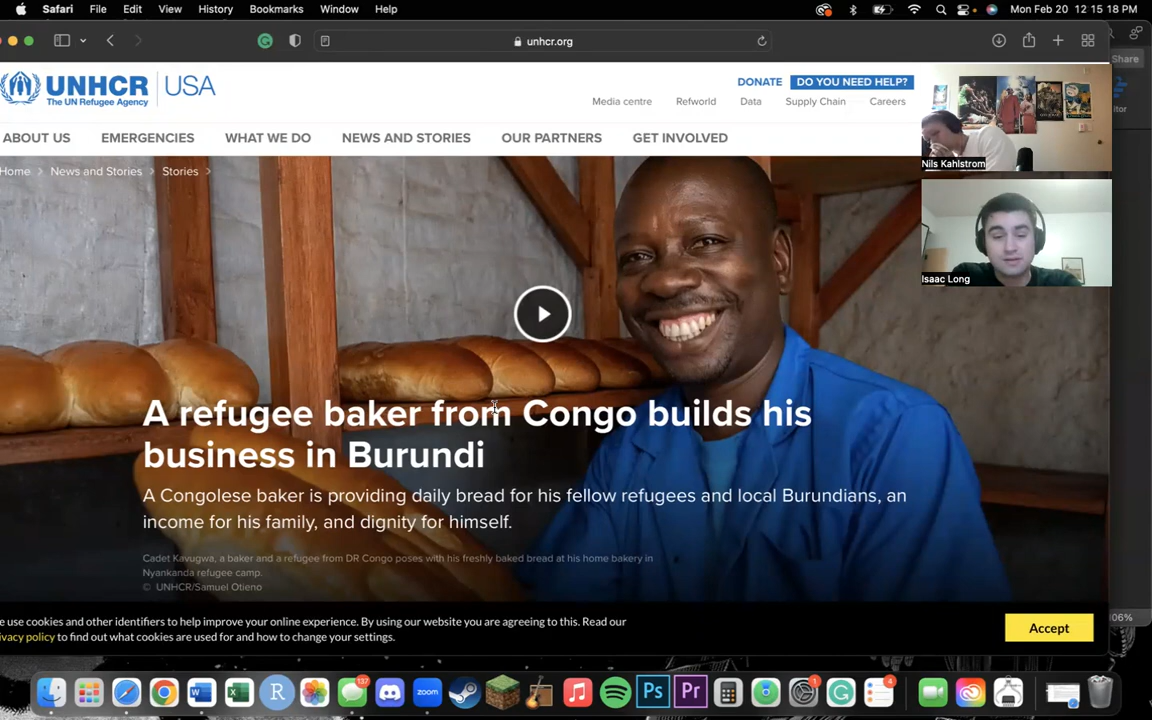 Safari File Edit View History Bookmarks Window Help Mon Feb 20 12 15 18 PM
unhcr.org
Share
UNHCR USA
The UN Refugee Agency
DONATE DO YOU NEED HELP?
Media centre Refworld Data Supply Chain Careers
ABOUT US EMERGENCIES WHAT WE DO NEWS AND STORIES OUR PARTNERS GET INVOLVED
Home News and Stories Stories
Nils Kahlstrom
Isaac Long
A refugee baker from Congo builds his
business in Burundi
A Congolese baker is providing daily bread for his fellow refugees and local Burundians, an
income for his family, and dignity for himself.
Cadet Kavugwa, a baker and a refugee from DR Congo poses with his freshly baked bread at his home bakery in
Nyankanda refugee camp.
© UNHCR/Samuel Otieno
e use cookies and other identifiers to help improve your online experience. By using our website you are agreeing to this. Read our
ivacy policy to find out what cookies are used for and how to change your settings.
Accept
06%
137
W X R zoom Ps Pr 1 4